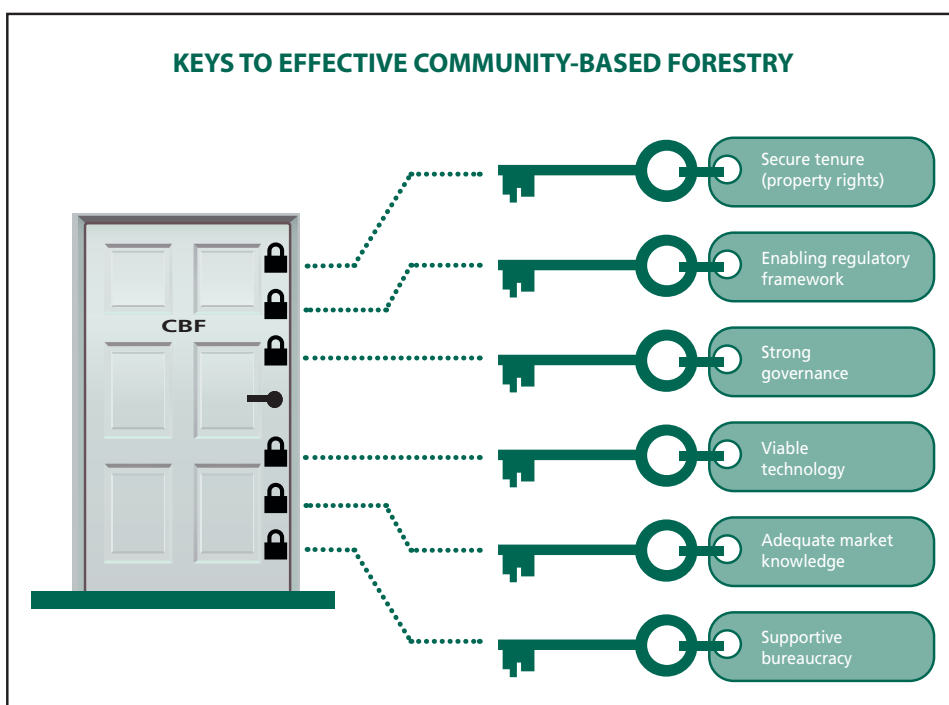 KEYS TO EFFECTIVE COMMUNITY-BASED FORESTRY
CBF
Secure tenure
(property rights)
Enabling regulatory
framework
Strong
governance
Viable
technology
Adequate market
knowledge
Supportive
bureaucracy